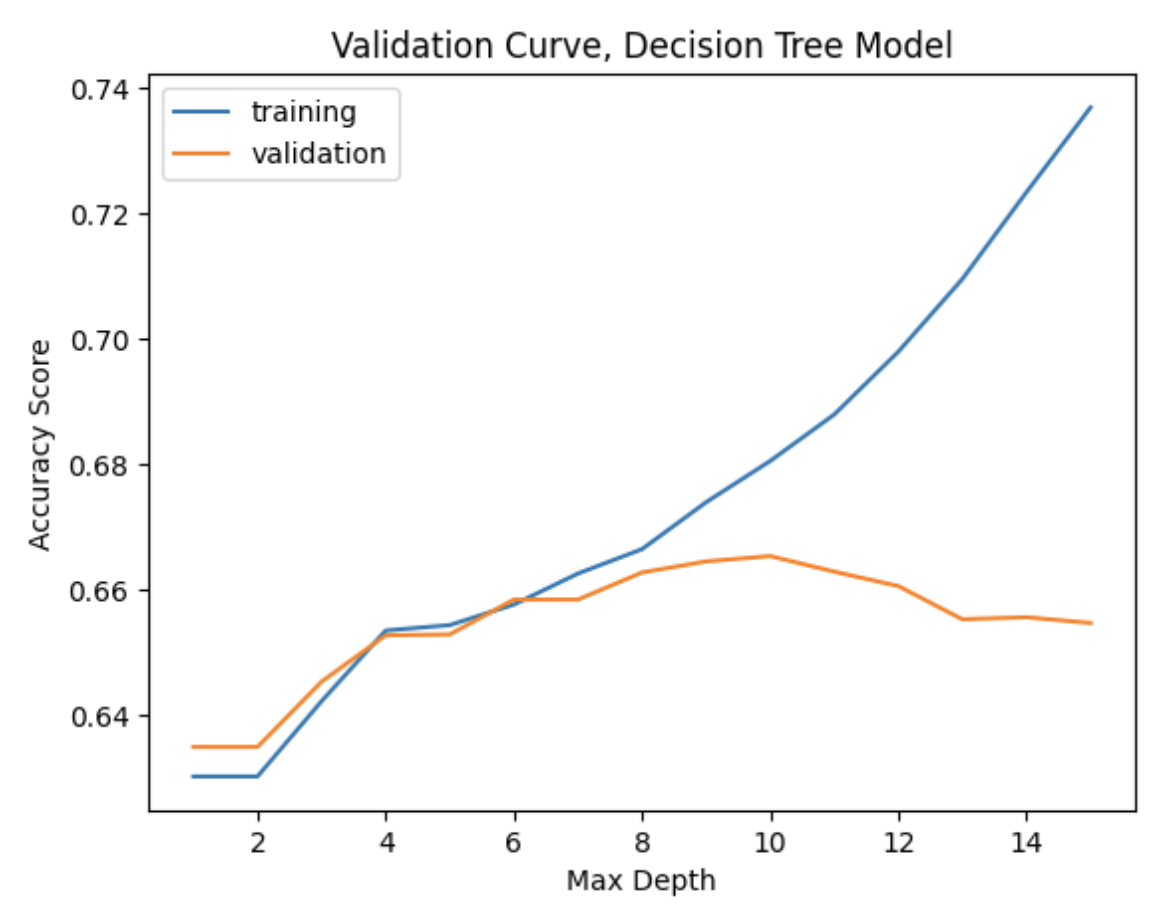 Validation Curve, Decision Tree Model
training
validation
0.74
0.72
0.70
0.68
0.66
0.64
Accuracy Score
2 4 6 8 10 12 14
Max Depth